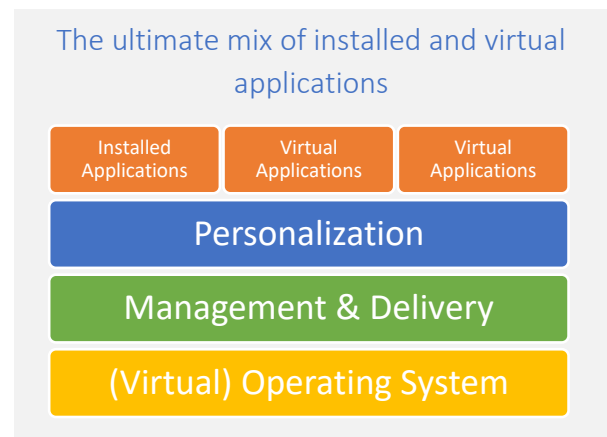 The ultimate mix of installed and virtual
applications
Installed
Applications
Virtual
Applications
Virtual
Applications
Personalization
Management & Delivery
(Virtual) Operating System